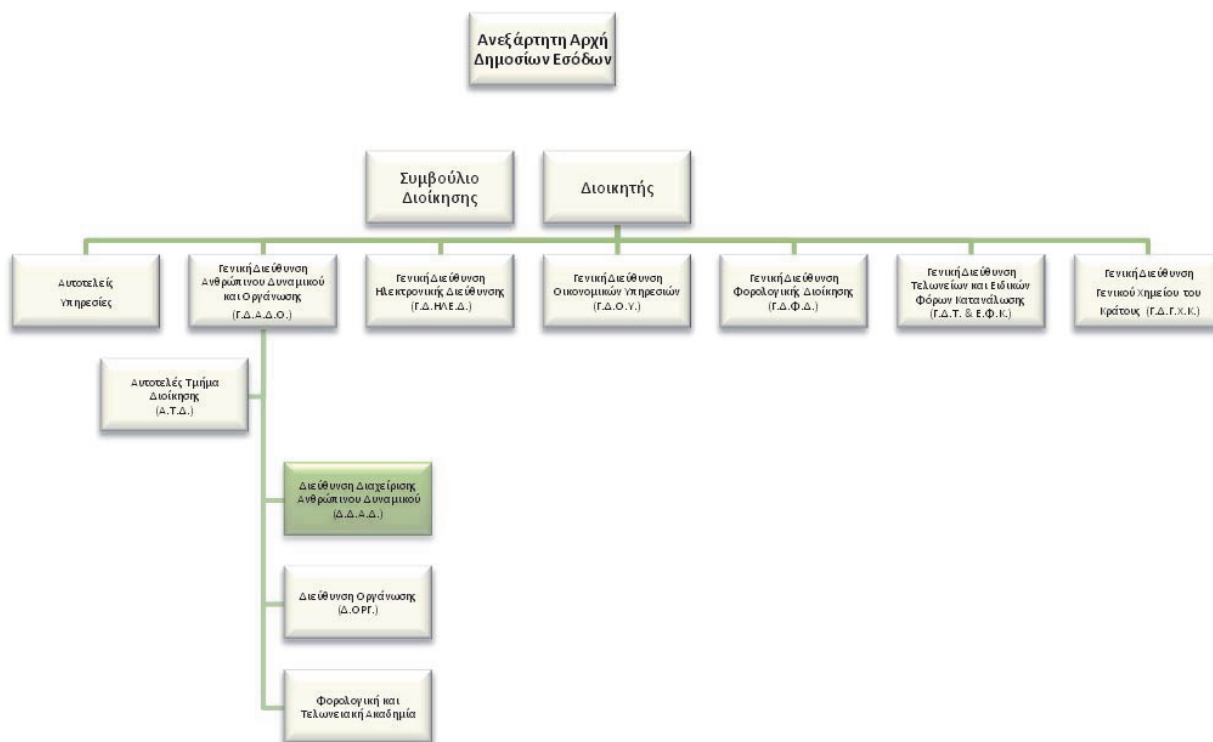 Ανεξάρτητη Αρχή
Δημοσίων Εσόδων
Συμβούλιο
Διοίκησης
Διοικητής
Αυτοτελείς
Υπηρεσίες
Γενική Διεύθυνση
Ανθρώπινου Δυναμικού
και Οργάνωσης
(Γ.Δ.Α.Δ.Ο.)
Γενική Διεύθυνση
Ηλεκτρονικής Διεύθυνσης
(Γ.Δ.ΗΛΕ.Δ.)
Γενική Διεύθυνση
Οικονομικών Υπηρεσιών
(Γ.Δ.Ο.Υ.)
Γενική Διεύθυνση
Φορολογικής Διοίκησης
(Γ.Δ.Φ.Δ.)
Γενική Διεύθυνση
Τελωνείων και Ειδικών
Φόρων Κατανάλωσης
(Γ.Δ.Τ. & Ε.Φ.Κ.)
Γενική Διεύθυνση
Γενικού Χημείου του
Κράτους (Γ.Δ.Γ.Χ.Κ.)
Αυτοτελές Τμήμα
Διοίκησης
(Α.Τ.Δ.)
Διεύθυνση Διαχείρισης
Ανθρώπινου Δυναμικού
(Δ.Δ.Α.Δ.)
Διεύθυνση Οργάνωσης
(Δ.ΟΡΓ.)
Φορολογική και
Τελωνειακή Ακαδημία